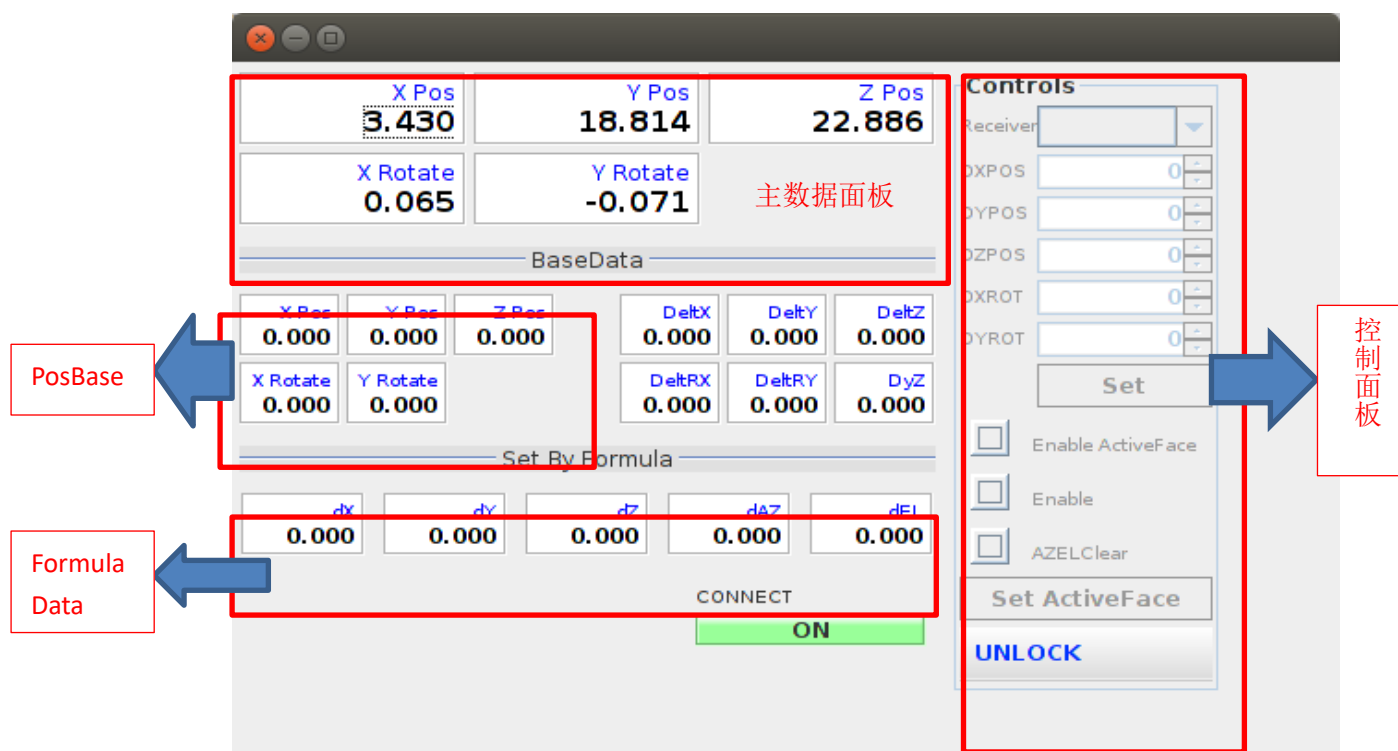 X Pos
3.430
Y Pos
18.814
Z Pos
22.886
X Rotate
0.065
Y Rotate
-0.071
主数据面板
BaseData
X Pos
0.000
Y Pos
0.000
Z Pos
0.000
DeltX
0.000
DeltY
0.000
DeltZ
0.000
X Rotate
0.000
Y Rotate
0.000
DeltRX
0.000
DeltRY
0.000
DyZ
0.000
Set By Formula
dX
0.000
dY
0.000
dZ
0.000
dAZ
0.000
dEL
0.000
CONNECT
ON
Controls
Receiver
DXPOS 0
DYPOS 0
DZPOS 0
DXROT 0
DYROT 0
Set
Enable ActiveFace
Enable
AZELClear
Set ActiveFace
UNLOCK
PosBase
Formula
Data
控制面板